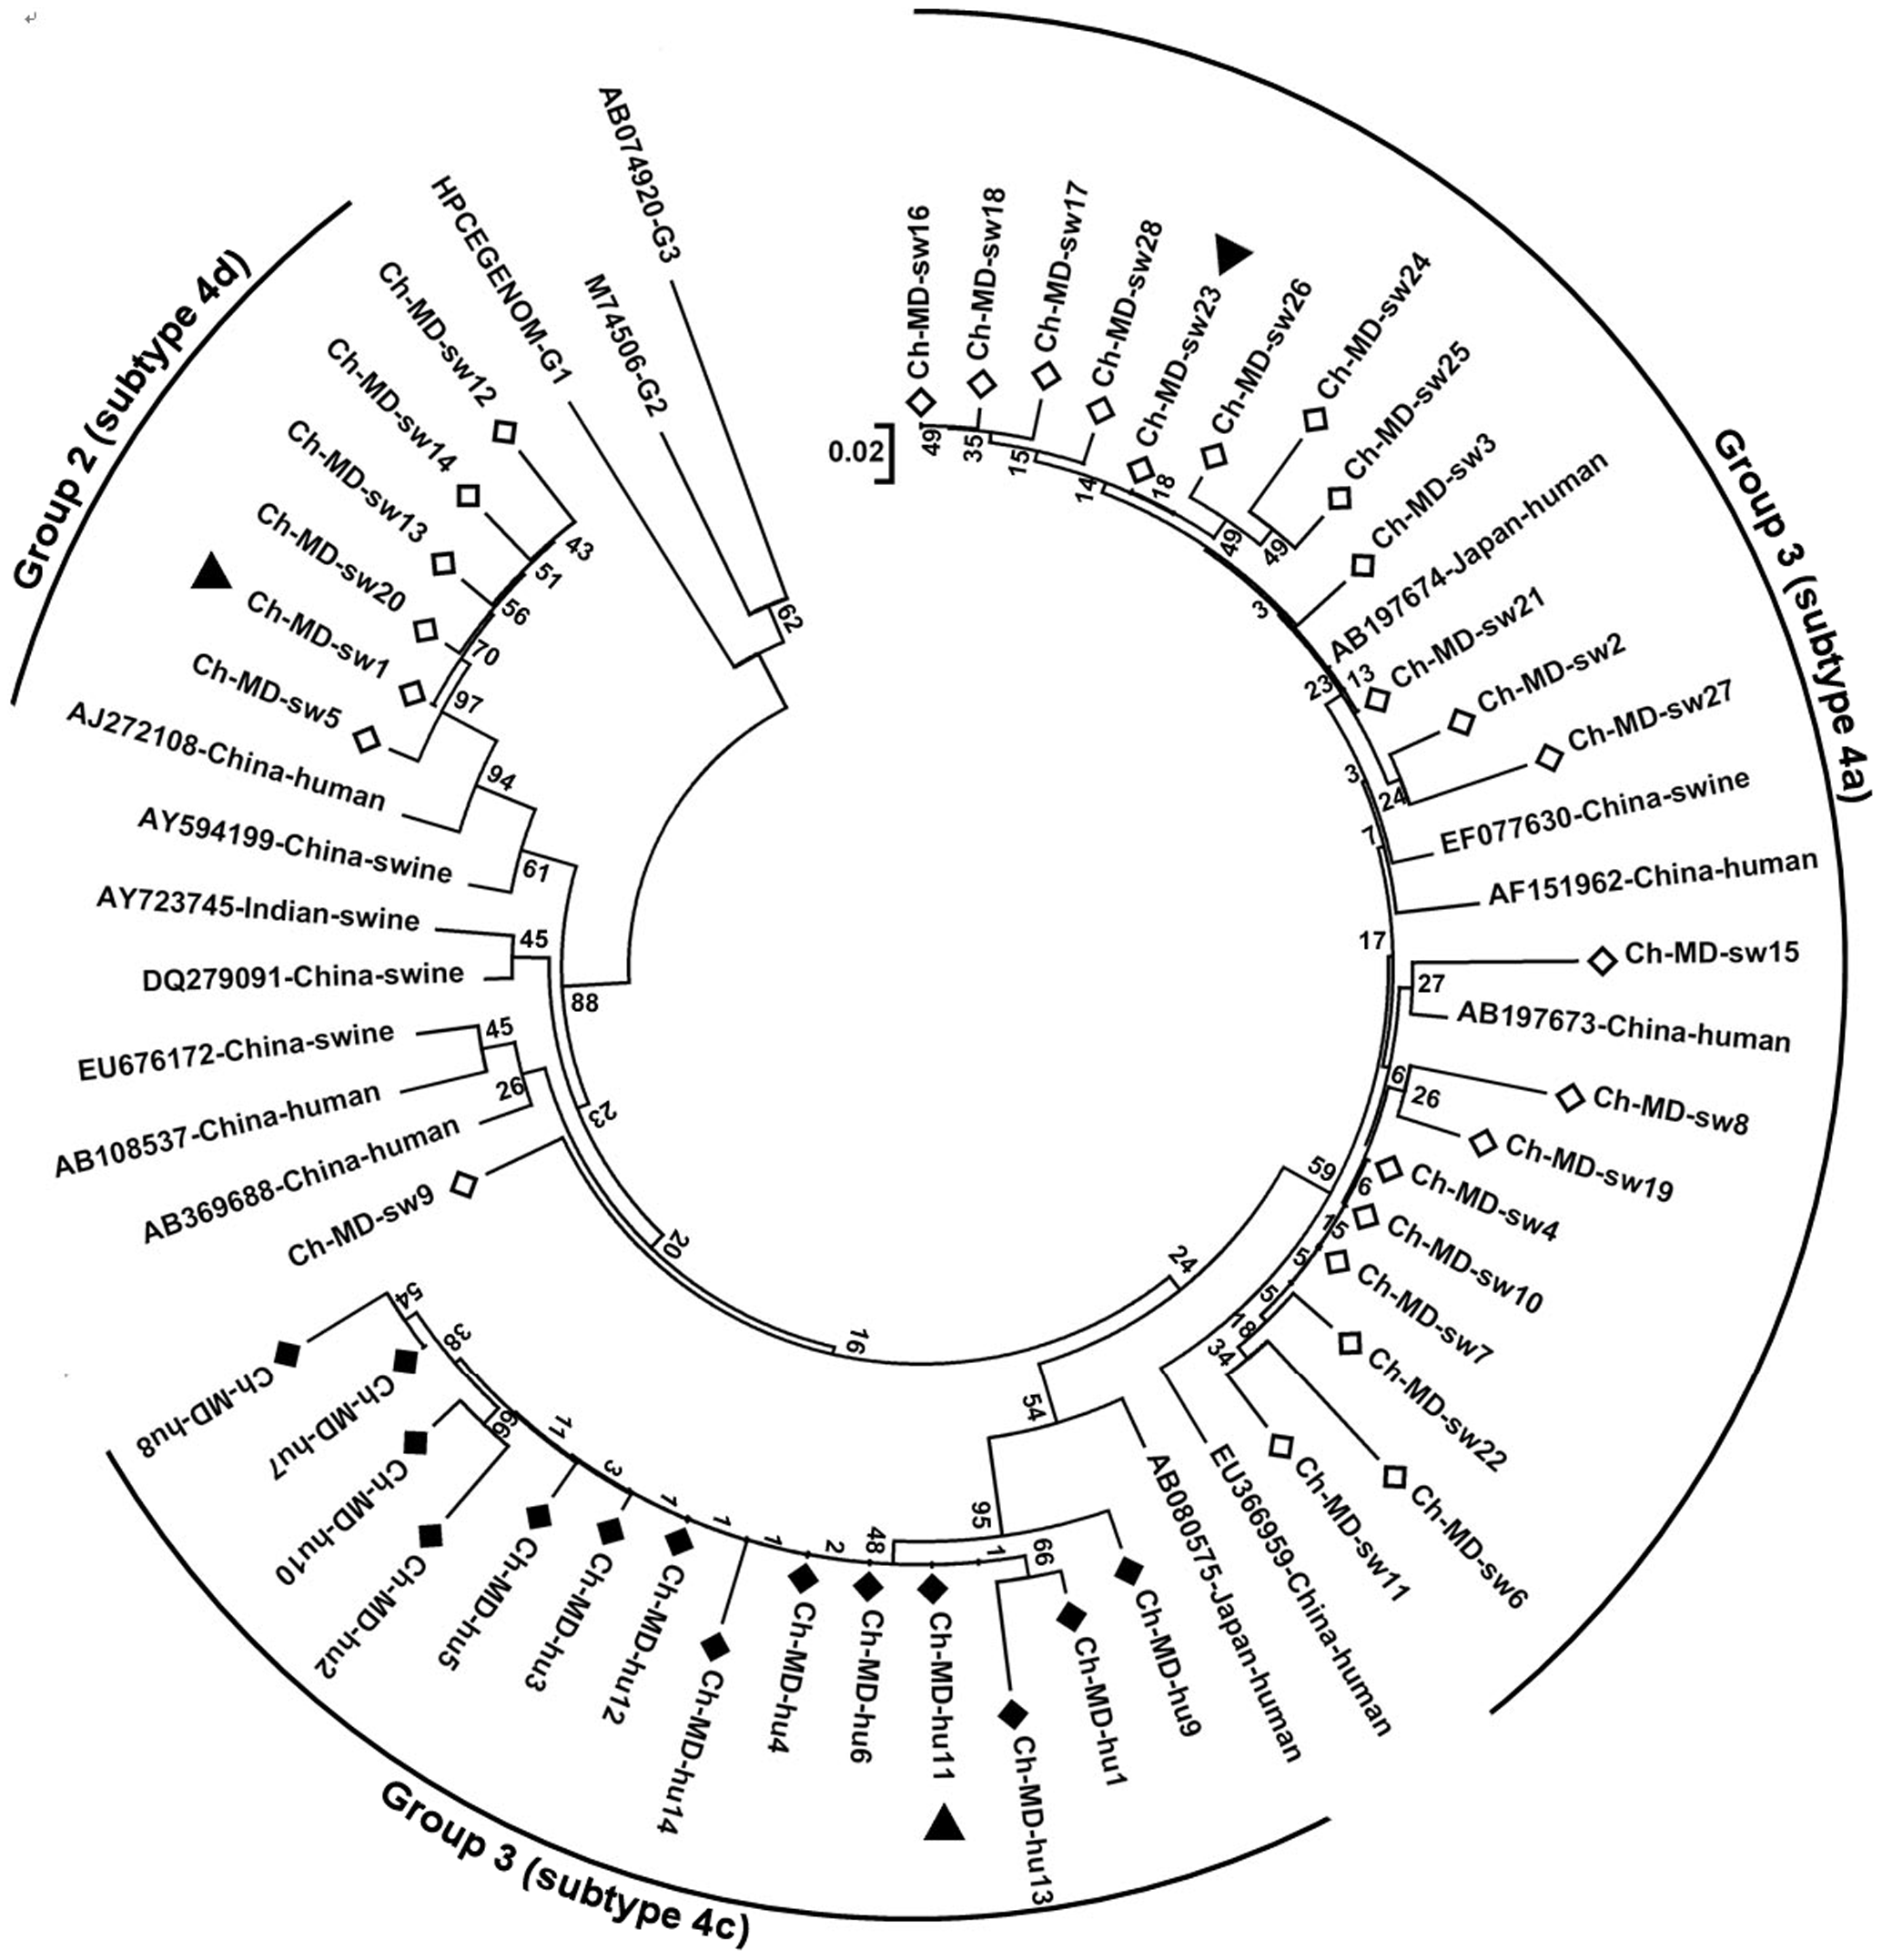 0.02
Ch-MD-sw16
Ch-MD-sw18
Ch-MD-sw17
Ch-MD-sw28
Ch-MD-sw23
Ch-MD-sw26
Ch-MD-sw24
Ch-MD-sw25
Ch-MD-sw3
AB197674-Japan-human
Ch-MD-sw21
Ch-MD-sw2
Ch-MD-sw27
EF077630-China-swine
AF151962-China-human
Ch-MD-sw15
AB197673-China-human
Ch-MD-sw8
Ch-MD-sw19
Ch-MD-sw4
Ch-MD-sw10
Ch-MD-sw7
Ch-MD-sw22
Ch-MD-sw6
Ch-MD-sw11
EU366959-China-human
AB080575-Japan-human
Ch-MD-hu9
Ch-MD-hu1
Ch-MD-hu13
Ch-MD-hu11
Ch-MD-hu6
Ch-MD-hu4
Ch-MD-hu14
Ch-MD-hu12
Ch-MD-hu3
Ch-MD-hu5
Ch-MD-hu2
Ch-MD-hu10
Ch-MD-hu7
Ch-MD-hu8
Ch-MD-sw9
AB369688-China-human
AB108537-China-human
EU676172-China-swine
DQ279091-China-swine
AY723745-Indian-swine
AY594199-China-swine
AJ272108-China-human
Ch-MD-sw5
Ch-MD-sw1
Ch-MD-sw20
Ch-MD-sw13
Ch-MD-sw14
Ch-MD-sw12
HPCEGENOM-G1
M74506-G2
AB074920-G3
Group 3 (subtype 4a)
Group 3 (subtype 4c)
Group 2 (subtype 4d)
49
35
15
14
18
49
49
3
13
23
24
3
7
17
27
6
26
6
15
5
5
18
34
59
24
54
95
66
1
48
2
1
1
1
3
11
66
38
54
16
20
23
26
45
45
88
61
94
97
70
56
51
43
62